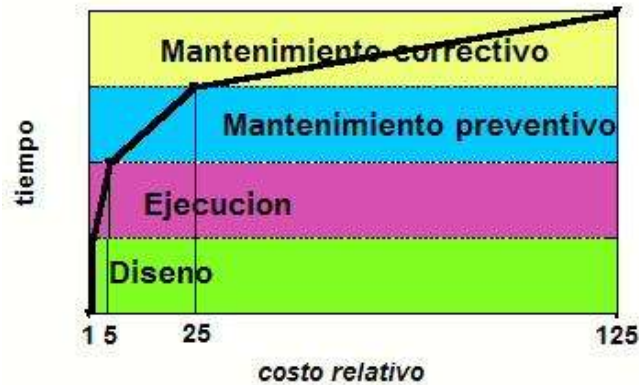 Mantenimiento correctivo
Mantenimiento preventivo
Ejecucion
Diseno
tiempo
1 5 25 125
costo relativo